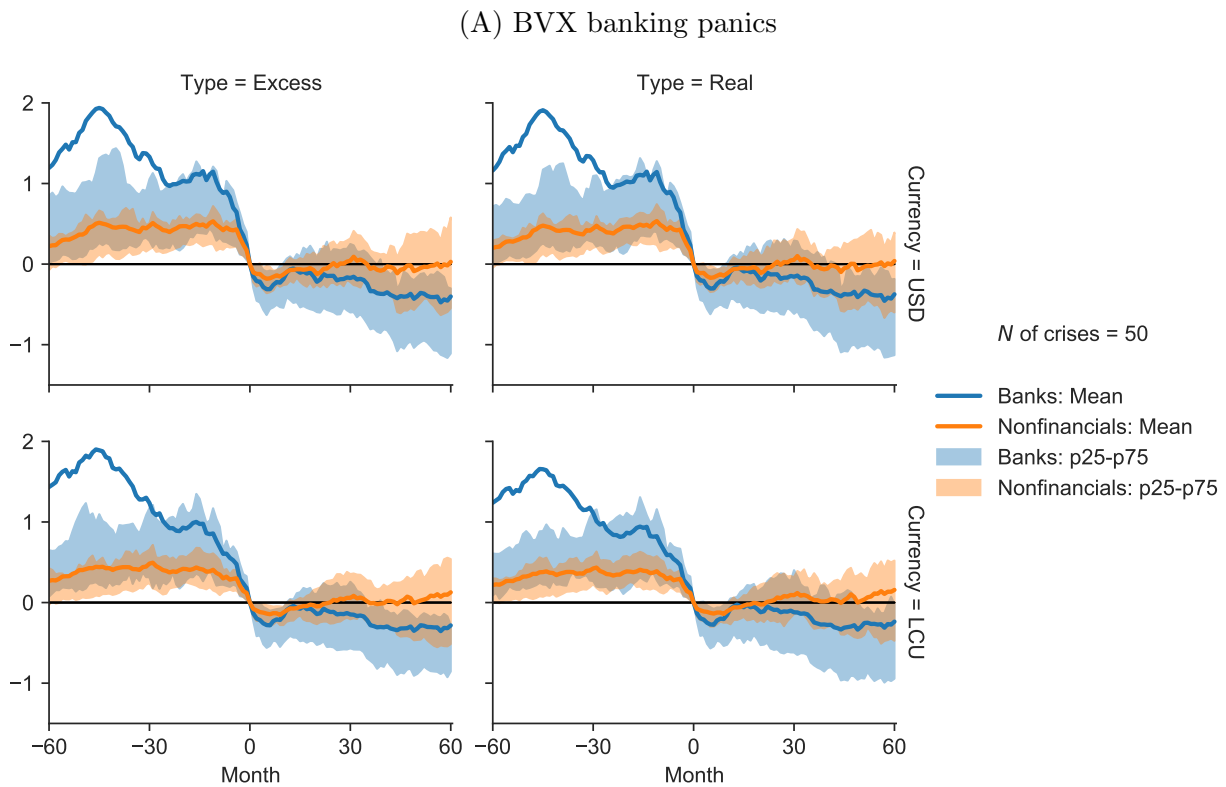 (A) BVX banking panics
Type = Excess
Type = Real
2
1
0
−1
Currency = USD
2
1
0
−1
Currency = LCU
−60
−30
0
30
60
−60
−30
0
30
60
Month
Month
N of crises = 50
Banks: Mean
Nonfinancials: Mean
Banks: p25-p75
Nonfinancials: p25-p75